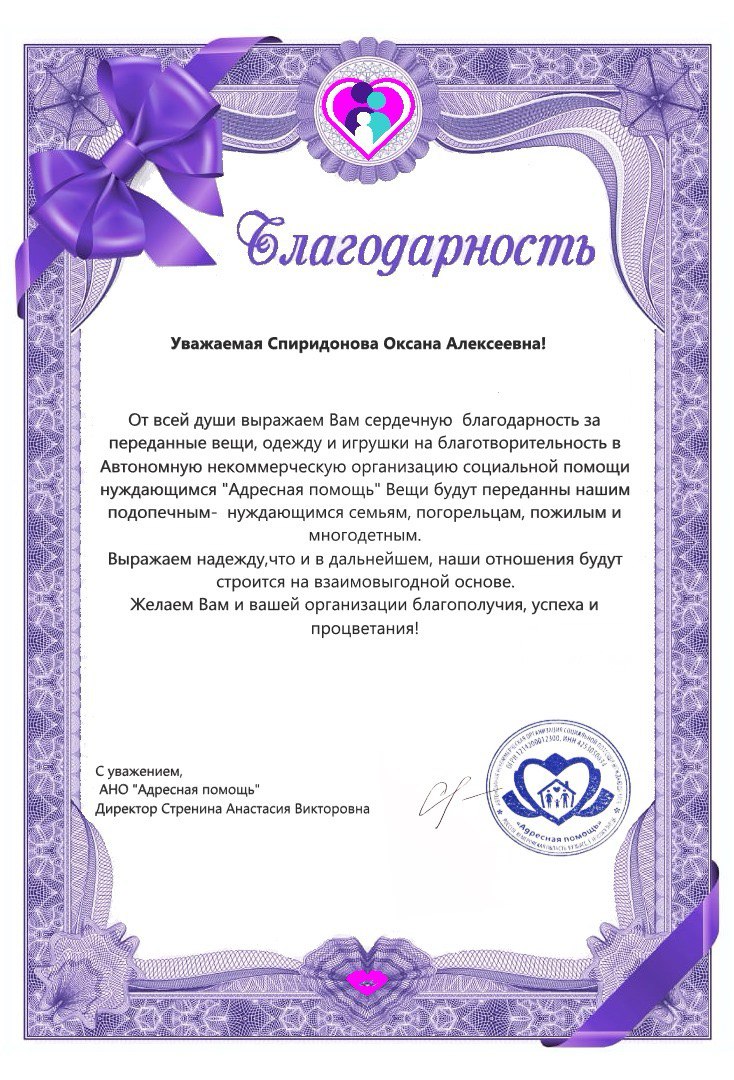 Благодарность
Уважаемая Спиридонова Оксана Алексеевна!
От всей души выражаем Вам сердечную  благодарность за
переданные вещи, одежду и игрушки на благотворительность в
Автономную некоммерческую организацию социальной помощи
нуждающимся "Адресная помощь" Вещи будут переданны нашим
подопечным-  нуждающимся семьям, погорельцам, пожилым и
многодетным.
Выражаем надежду,что и в дальнейшем, наши отношения будут
строится на взаимовыгодной основе.
Желаем Вам и вашей организации благополучия, успеха и
процветания!
С уважением,
АНО "Адресная помощь"
Директор Стренина Анастасия Викторовна
«Адресная помощь»